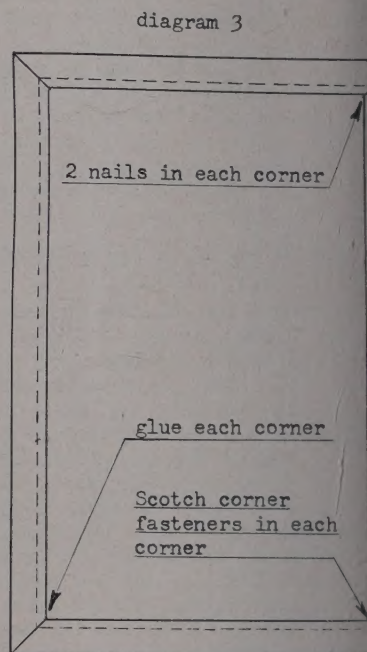 diagram 3
2 nails in each corner
glue each corner
Scotch corner
fasteners in each
corner